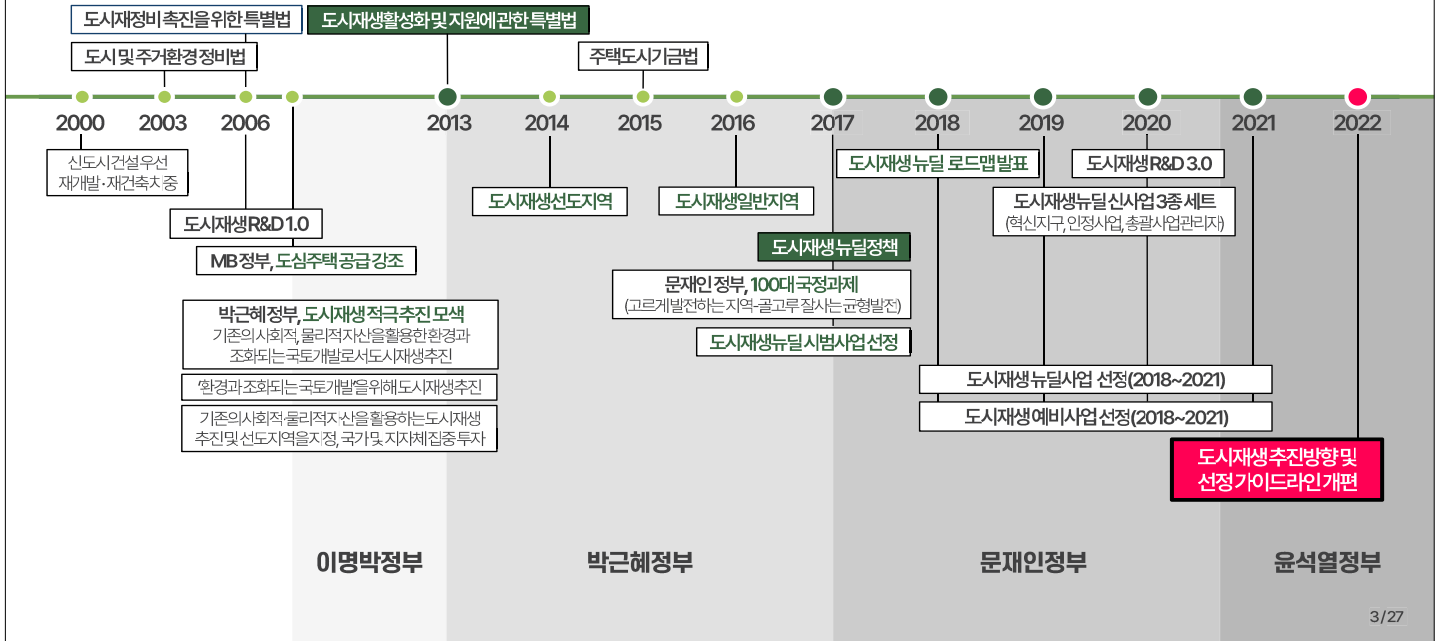 도시재정비 촉진을 위한 특별법
도시재생활성화 및 지원에 관한 특별법
도시 및 주거환경 정비법
주택도시기금법
2000
2003
2006
2013
2014
2015
2016
2017
2018
2019
2020
2021
2022
신도시 건설 우선
재개발·재건축 치중
도시재생 R&D 1.0
MB 정부, 도심주택 공급 강조
박근혜 정부, 도시재생 적극 추진 모색
기존의 사회적, 물리적 자산을 활용한 환경과
조화되는 국토개발로서 도시재생 추진
'환경과 조화되는 국토개발'을 위해 도시재생 추진
기존의 사회적·물리적 자산을 활용하는 도시재생
추진 및 선도지역을 지정, 국가 및 지자체 집중 투자
도시재생선도지역
도시재생일반지역
도시재생 뉴딜정책
문재인 정부, 100대 국정과제
(고르게 발전하는 지역-골고루 잘사는 균형발전)
도시재생뉴딜 시범사업 선정
도시재생 뉴딜 로드맵 발표
도시재생 R&D 3.0
도시재생뉴딜 신사업 3종 세트
(혁신지구, 인정사업, 총괄사업관리자)
도시재생 뉴딜사업 선정(2018~2021)
도시재생 예비사업 선정(2018~2021)
도시재생 추진방향 및
선정 가이드라인 개편
이명박정부
박근혜정부
문재인정부
윤석열정부
3/27